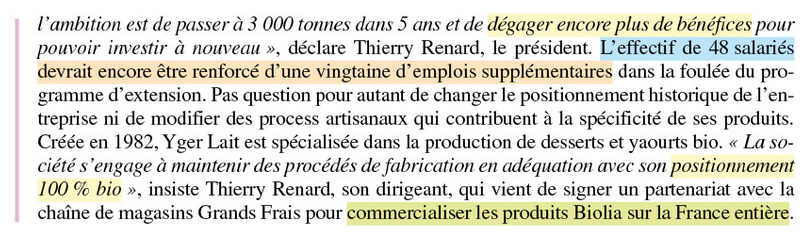 l’ambition est de passer à 3 000 tonnes dans 5 ans et de dégager encore plus de bénéfices pour
pouvoir investir à nouveau », déclare Thierry Renard, le président. L’effectif de 48 salariés
devrait encore être renforcé d’une vingtaine d’emplois supplémentaires dans la foulée du pro-
gramme d’extension. Pas question pour autant de changer le positionnement historique de l’en-
treprise ni de modifier des process artisanaux qui contribuent à la spécificité de ses produits.
Créée en 1982, Yger Lait est spécialisée dans la production de desserts et yaourts bio. « La so-
ciété s’engage à maintenir des procédés de fabrication en adéquation avec son positionnement
100 % bio », insiste Thierry Renard, son dirigeant, qui vient de signer un partenariat avec la
chaîne de magasins Grands Frais pour commercialiser les produits Biolia sur la France entière.